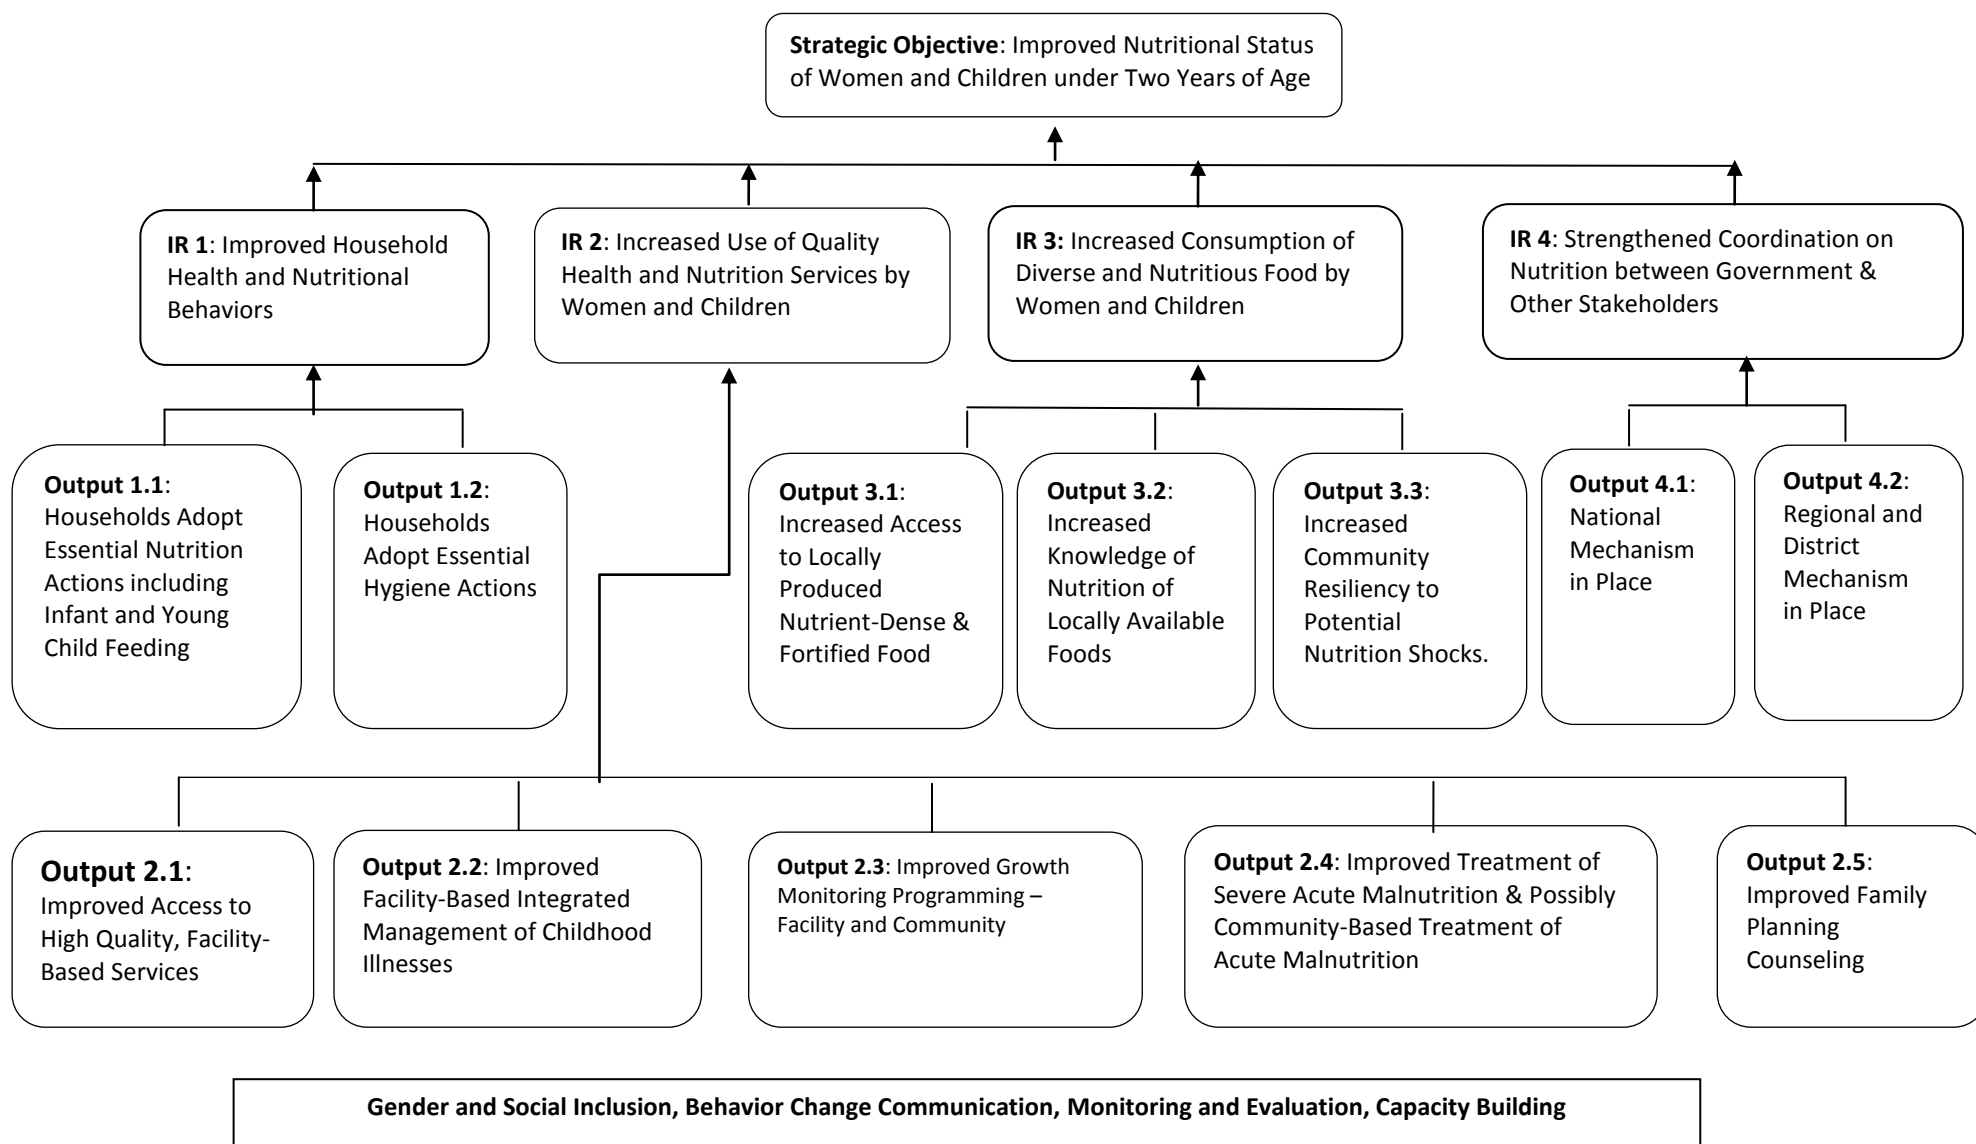 Strategic Objective: Improved Nutritional Status
of Women and Children under Two Years of Age
IR 1: Improved Household
Health and Nutritional
Behaviors
IR 2: Increased Use of Quality
Health and Nutrition Services by
Women and Children
IR 3: Increased Consumption of
Diverse and Nutritious Food by
Women and Children
IR 4: Strengthened Coordination on
Nutrition between Government &
Other Stakeholders
Output 1.1:
Households Adopt
Essential Nutrition
Actions including
Infant and Young
Child Feeding
Output 1.2:
Households
Adopt Essential
Hygiene Actions
Output 3.1:
Increased Access
to Locally
Produced
Nutrient-Dense &
Fortified Food
Output 3.2:
Increased
Knowledge of
Nutrition of
Locally Available
Foods
Output 3.3:
Increased
Community
Resiliency to
Potential
Nutrition Shocks.
Output 4.1:
National
Mechanism
in Place
Output 4.2:
Regional and
District
Mechanism
in Place
Output 2.1:
Improved Access to
High Quality, Facility-
Based Services
Output 2.2: Improved
Facility-Based Integrated
Management of Childhood
Illnesses
Output 2.3: Improved Growth
Monitoring Programming –
Facility and Community
Output 2.4: Improved Treatment of
Severe Acute Malnutrition & Possibly
Community-Based Treatment of
Acute Malnutrition
Output 2.5:
Improved Family
Planning
Counseling
Gender and Social Inclusion, Behavior Change Communication, Monitoring and Evaluation, Capacity Building